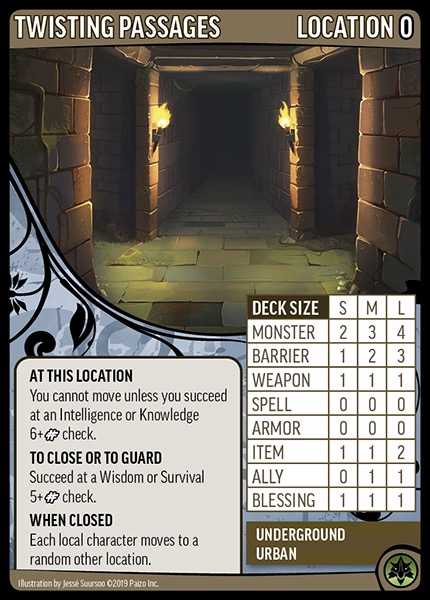 TWISTING PASSAGES LOCATION 0
DECK SIZE S M L
MONSTER 2 3 4
BARRIER 1 2 3
WEAPON 1 1 1
SPELL 0 0 0
ARMOR 0 0 0
ITEM 1 1 2
ALLY 0 1 1
BLESSING 1 1 1
AT THIS LOCATION
You cannot move unless you succeed
at an Intelligence or Knowledge
6+ check.
TO CLOSE OR TO GUARD
Succeed at a Wisdom or Survival
5+ check.
WHEN CLOSED
Each local character moves to a
random other location.
UNDERGROUND
URBAN
Illustration by Jessé Suursoo ©2019 Paizo Inc.